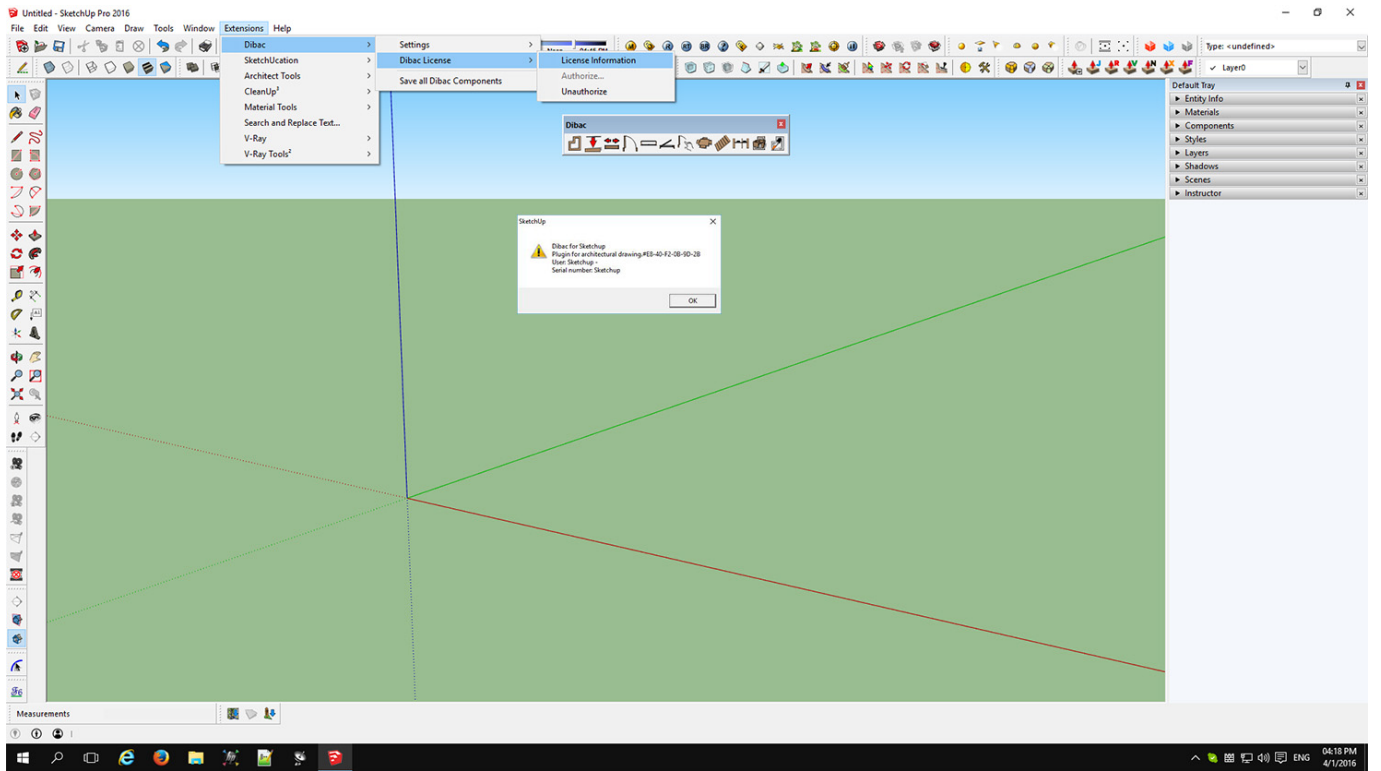 Untitled - SketchUp Pro 2016
File Edit View Camera Draw Tools Window Extensions Help
Dibac
SketchUcation
Architect Tools
CleanUp³
Material Tools
Search and Replace Text...
V-Ray
V-Ray Tools²
Settings
Dibac License
Save all Dibac Components
License Information
Authorize...
Unauthorize
Type: <undefined>
Layer0
Default Tray
Entity Info
Materials
Components
Styles
Layers
Shadows
Scenes
Instructor
Dibac
SketchUp
Dibac for Sketchup
Plugin for architectural drawing.#E0-40-F2-0B-9D-2B
User: Sketchup -
Serial number: Sketchup
OK
Measurements
ENG
04:18 PM
4/1/2016